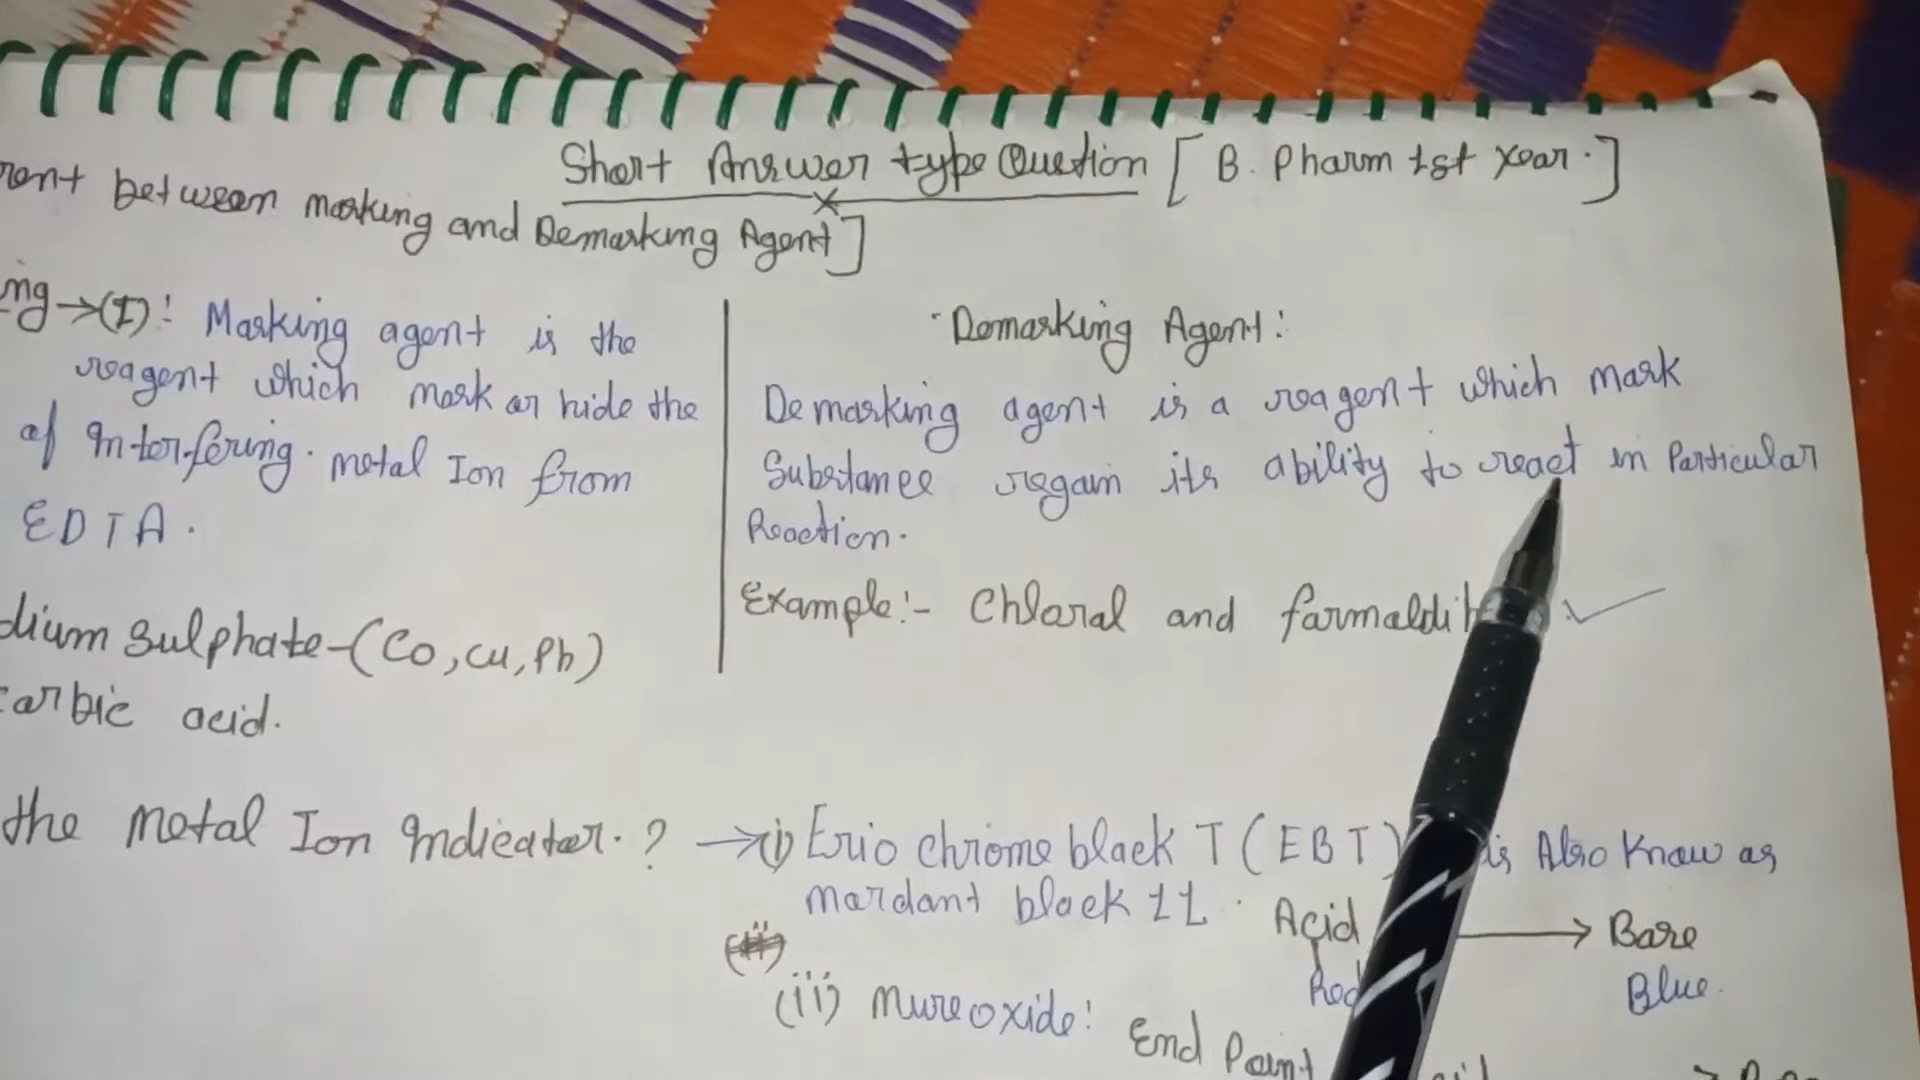 Short Answer type Question [ B. Pharm 1st Year. ]
rent between marking and Demarking Agent ]
ng → (I) : Marking agent is the
reagent which mark or hide the
of Interfering. metal Ion from
EDTA.
dium Sulphate - (Co, Cu, Pb)
carbic acid.
Demarking Agent :
Demarking agent is a reagent which mark
Substance regain its ability to react in Particular
Reaction.
Example :- Chloral and farmaldih
the metal Ion Indicator. ? → (i) Erio chrome black T (EBT) is Also Know as
mardant black 11. Acid → Base
Red Blue.
(ii) mureoxide : End Point